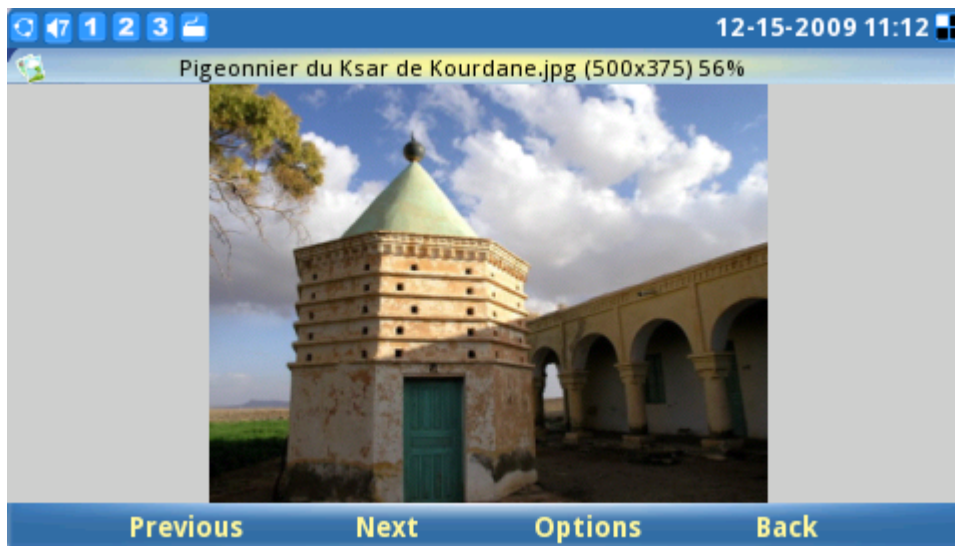 7 1 2 3 12-15-2009 11:12
Pigeonnier du Ksar de Kourdane.jpg (500x375) 56%
Previous Next Options Back